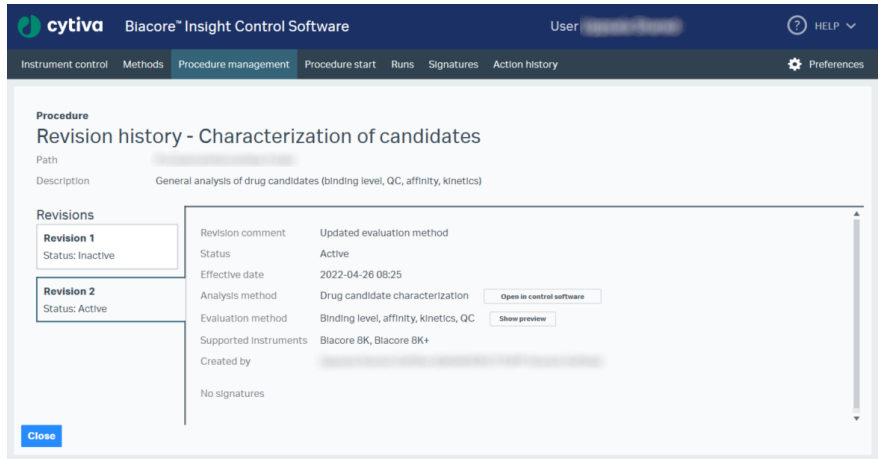 cytiva Biacore™ Insight Control Software User ? HELP
Instrument control Methods Procedure management Procedure start Runs Signatures Action history Preferences
Procedure
Revision history - Characterization of candidates
Path
Description General analysis of drug candidates (binding level, QC, affinity, kinetics)
Revisions
Revision 1
Status: Inactive
Revision 2
Status: Active
Revision comment Updated evaluation method
Status Active
Effective date 2022-04-26 08:25
Analysis method Drug candidate characterization Open in control software
Evaluation method Binding level, affinity, kinetics, QC Show preview
Supported instruments Biacore 8K, Biacore 8K+
Created by
No signatures
Close